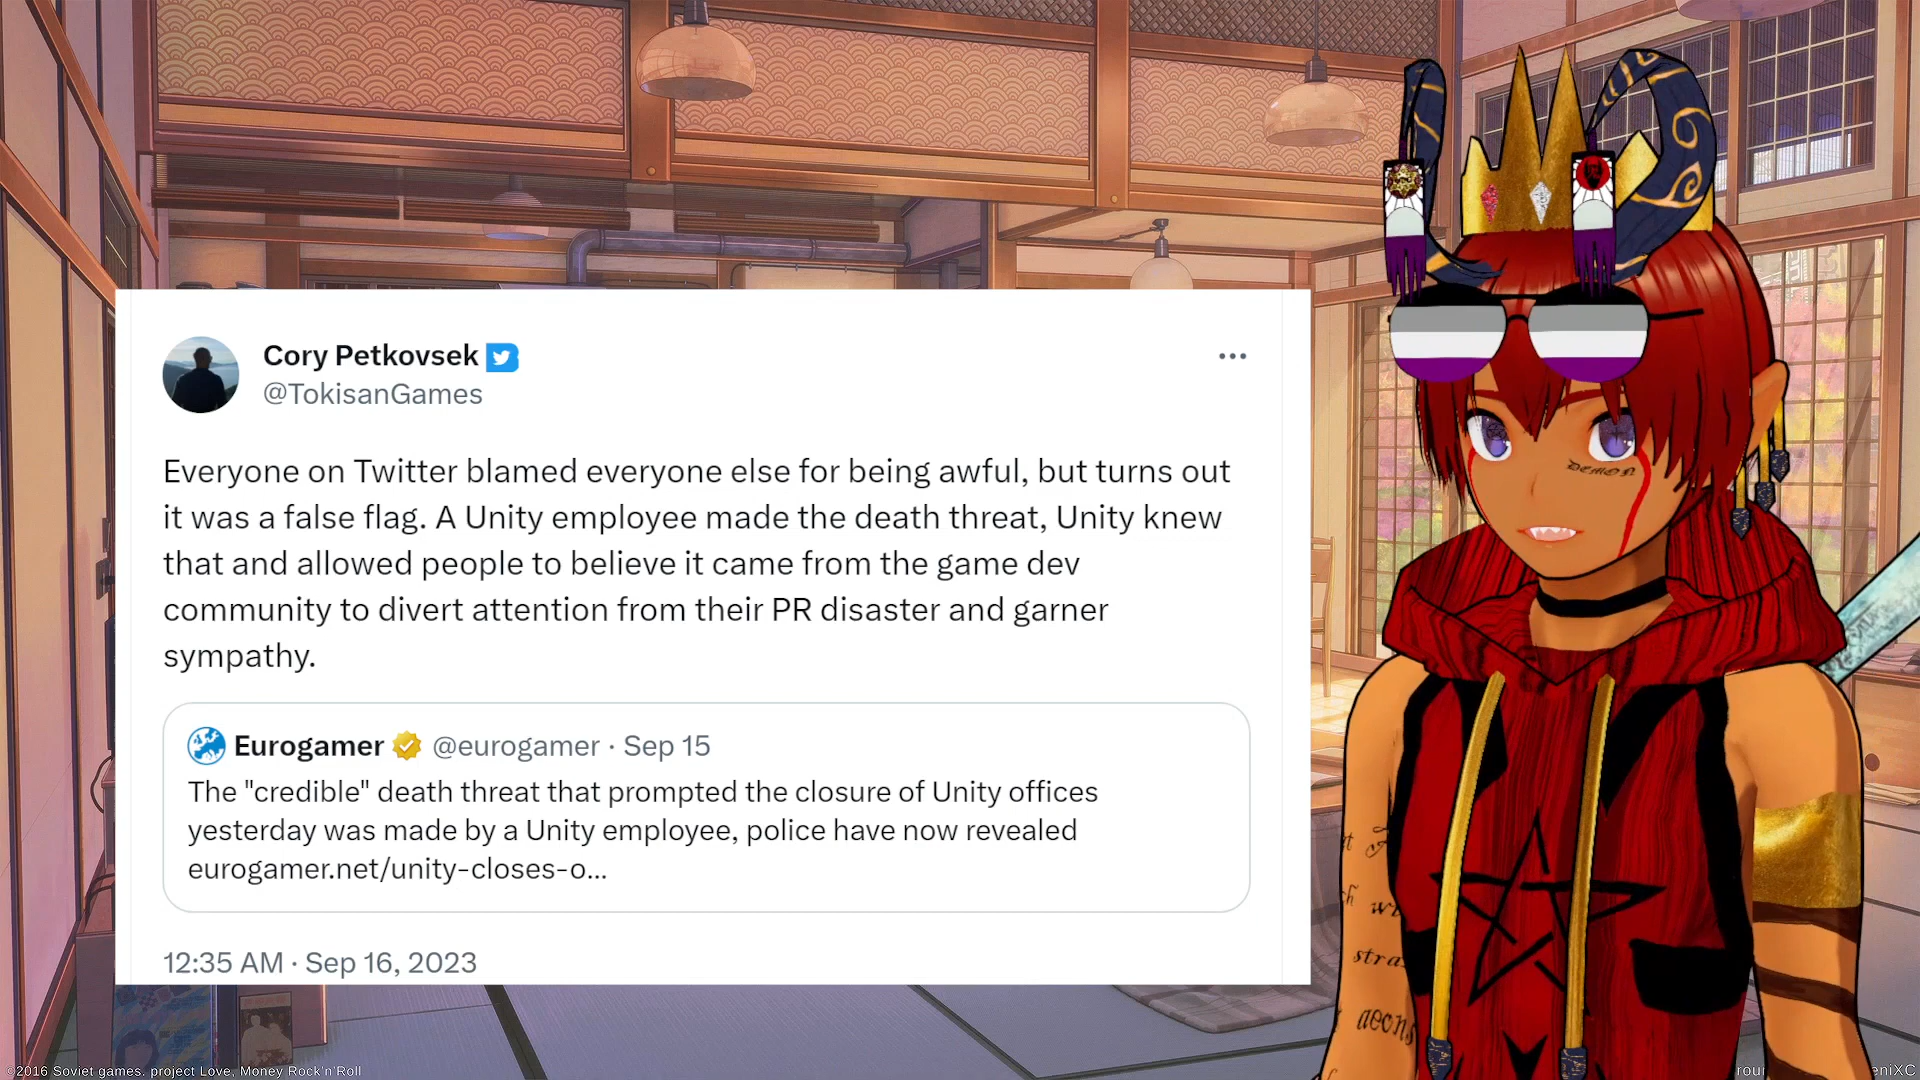 Cory Petkovsek
@TokisanGames
Everyone on Twitter blamed everyone else for being awful, but turns out
it was a false flag. A Unity employee made the death threat, Unity knew
that and allowed people to believe it came from the game dev
community to divert attention from their PR disaster and garner
sympathy.
Eurogamer @eurogamer · Sep 15
The "credible" death threat that prompted the closure of Unity offices
yesterday was made by a Unity employee, police have now revealed
eurogamer.net/unity-closes-o...
12:35 AM · Sep 16, 2023
DEMON
aeons
©2016 Soviet games. project Love, Money Rock'n'Roll